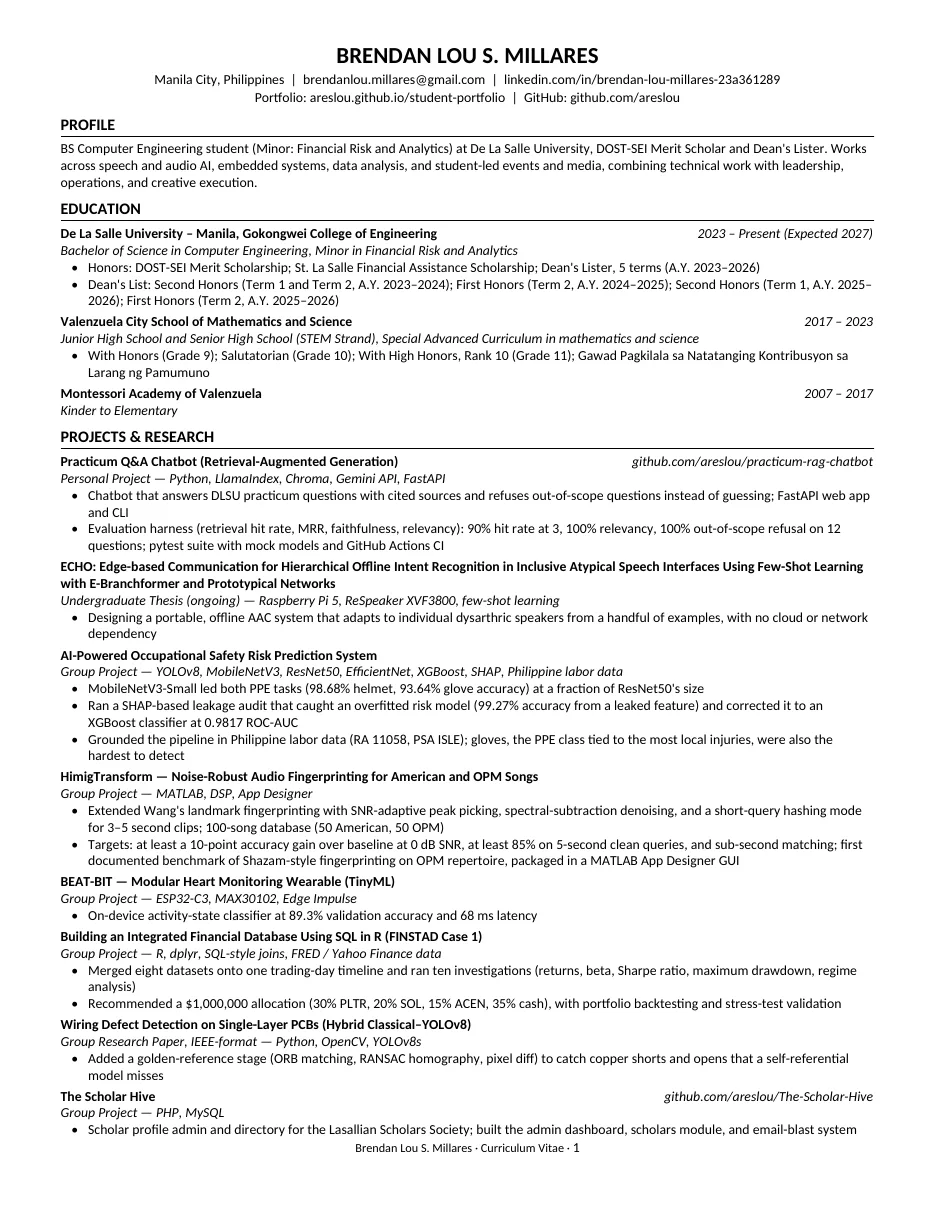 BRENDAN LOU S. MILLARES
Manila City, Philippines | brendanlou.millares@gmail.com | linkedin.com/in/brendan-lou-millares-23a361289
Portfolio: areslou.github.io/student-portfolio | GitHub: github.com/areslou
PROFILE
BS Computer Engineering student (Minor: Financial Risk and Analytics) at De La Salle University, DOST-SEI Merit Scholar and Dean's Lister. Works
across speech and audio AI, embedded systems, data analysis, and student-led events and media, combining technical work with leadership,
operations, and creative execution.
EDUCATION
De La Salle University – Manila, Gokongwei College of Engineering 2023 – Present (Expected 2027)
Bachelor of Science in Computer Engineering, Minor in Financial Risk and Analytics
• Honors: DOST-SEI Merit Scholarship; St. La Salle Financial Assistance Scholarship; Dean's Lister, 5 terms (A.Y. 2023–2026)
• Dean's List: Second Honors (Term 1 and Term 2, A.Y. 2023–2024); First Honors (Term 2, A.Y. 2024–2025); Second Honors (Term 1, A.Y. 2025–
2026); First Honors (Term 2, A.Y. 2025–2026)
Valenzuela City School of Mathematics and Science 2017 – 2023
Junior High School and Senior High School (STEM Strand), Special Advanced Curriculum in mathematics and science
• With Honors (Grade 9); Salutatorian (Grade 10); With High Honors, Rank 10 (Grade 11); Gawad Pagkilala sa Natatanging Kontribusyon sa
Larang ng Pamumuno
Montessori Academy of Valenzuela 2007 – 2017
Kinder to Elementary
PROJECTS & RESEARCH
Practicum Q&A Chatbot (Retrieval-Augmented Generation) github.com/areslou/practicum-rag-chatbot
Personal Project — Python, LlamaIndex, Chroma, Gemini API, FastAPI
• Chatbot that answers DLSU practicum questions with cited sources and refuses out-of-scope questions instead of guessing; FastAPI web app
and CLI
• Evaluation harness (retrieval hit rate, MRR, faithfulness, relevancy): 90% hit rate at 3, 100% relevancy, 100% out-of-scope refusal on 12
questions; pytest suite with mock models and GitHub Actions CI
ECHO: Edge-based Communication for Hierarchical Offline Intent Recognition in Inclusive Atypical Speech Interfaces Using Few-Shot Learning
with E-Branchformer and Prototypical Networks
Undergraduate Thesis (ongoing) — Raspberry Pi 5, ReSpeaker XVF3800, few-shot learning
• Designing a portable, offline AAC system that adapts to individual dysarthric speakers from a handful of examples, with no cloud or network
dependency
AI-Powered Occupational Safety Risk Prediction System
Group Project — YOLOv8, MobileNetV3, ResNet50, EfficientNet, XGBoost, SHAP, Philippine labor data
• MobileNetV3-Small led both PPE tasks (98.68% helmet, 93.64% glove accuracy) at a fraction of ResNet50's size
• Ran a SHAP-based leakage audit that caught an overfitted risk model (99.27% accuracy from a leaked feature) and corrected it to an
XGBoost classifier at 0.9817 ROC-AUC
• Grounded the pipeline in Philippine labor data (RA 11058, PSA ISLE); gloves, the PPE class tied to the most local injuries, were also the
hardest to detect
HimigTransform — Noise-Robust Audio Fingerprinting for American and OPM Songs
Group Project — MATLAB, DSP, App Designer
• Extended Wang's landmark fingerprinting with SNR-adaptive peak picking, spectral-subtraction denoising, and a short-query hashing mode
for 3–5 second clips; 100-song database (50 American, 50 OPM)
• Targets: at least a 10-point accuracy gain over baseline at 0 dB SNR, at least 85% on 5-second clean queries, and sub-second matching; first
documented benchmark of Shazam-style fingerprinting on OPM repertoire, packaged in a MATLAB App Designer GUI
BEAT-BIT — Modular Heart Monitoring Wearable (TinyML)
Group Project — ESP32-C3, MAX30102, Edge Impulse
• On-device activity-state classifier at 89.3% validation accuracy and 68 ms latency
Building an Integrated Financial Database Using SQL in R (FINSTAD Case 1)
Group Project — R, dplyr, SQL-style joins, FRED / Yahoo Finance data
• Merged eight datasets onto one trading-day timeline and ran ten investigations (returns, beta, Sharpe ratio, maximum drawdown, regime
analysis)
• Recommended a $1,000,000 allocation (30% PLTR, 20% SOL, 15% ACEN, 35% cash), with portfolio backtesting and stress-test validation
Wiring Defect Detection on Single-Layer PCBs (Hybrid Classical–YOLOv8)
Group Research Paper, IEEE-format — Python, OpenCV, YOLOv8s
• Added a golden-reference stage (ORB matching, RANSAC homography, pixel diff) to catch copper shorts and opens that a self-referential
model misses
The Scholar Hive github.com/areslou/The-Scholar-Hive
Group Project — PHP, MySQL
• Scholar profile admin and directory for the Lasallian Scholars Society; built the admin dashboard, scholars module, and email-blast system
Brendan Lou S. Millares · Curriculum Vitae · 1